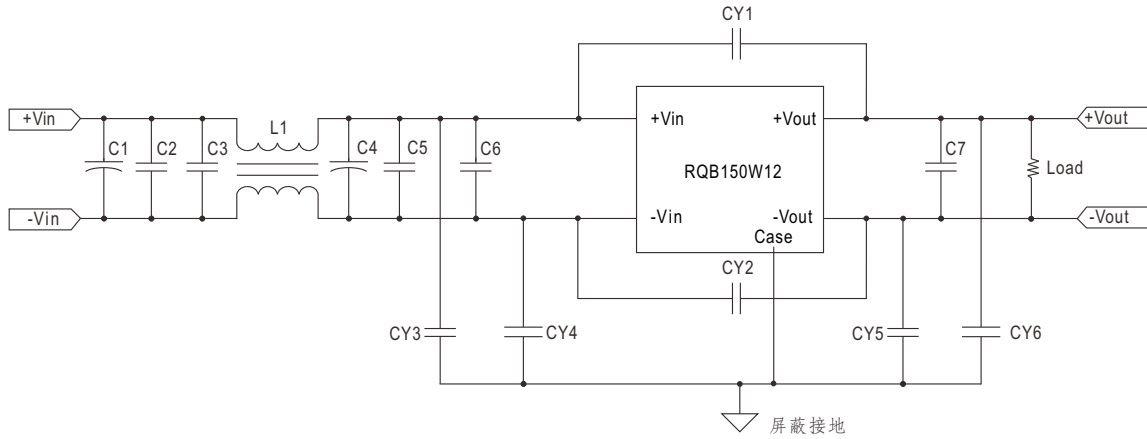 CY1
+Vin
L1
+Vin
+Vout
+Vout
C1
C2
C3
C4
C5
C6
RQB150W12
C7
Load
-Vin
-Vin
-Vout
-Vout
Case
CY2
CY3
CY4
CY5
CY6
屏蔽接地